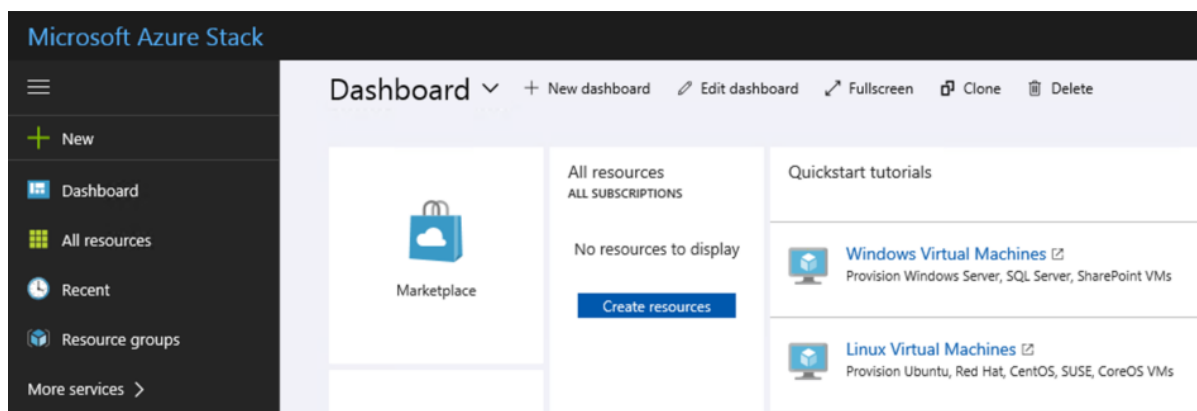 Microsoft Azure Stack
Dashboard
New dashboard
Edit dashboard
Fullscreen
Clone
Delete
New
Dashboard
All resources
Recent
Resource groups
More services
Marketplace
All resources
ALL SUBSCRIPTIONS
No resources to display
Create resources
Quickstart tutorials
Windows Virtual Machines
Provision Windows Server, SQL Server, SharePoint VMs
Linux Virtual Machines
Provision Ubuntu, Red Hat, CentOS, SUSE, CoreOS VMs